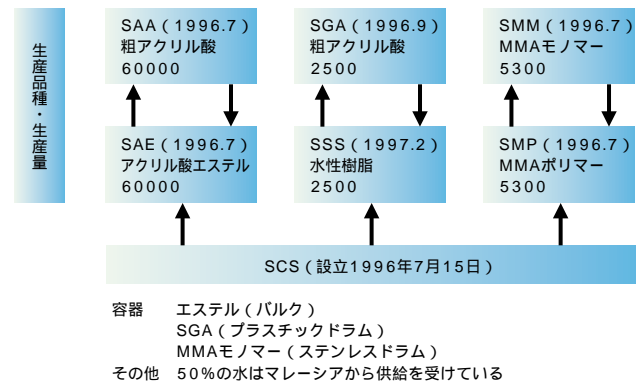 生産品種・生産量
SAA（1996.7）
粗アクリル酸
60000
SGA（1996.9）
粗アクリル酸
2500
SMM（1996.7）
MMAモノマー
5300
SAE（1996.7）
アクリル酸エステル
60000
SSS（1997.2）
水性樹脂
2500
SMP（1996.7）
MMAポリマー
5300
SCS（設立1996年7月15日）
容器　エステル（バルク）
SGA（プラスチックドラム）
MMAモノマー（ステンレスドラム）
その他　50％の水はマレーシアから供給を受けている